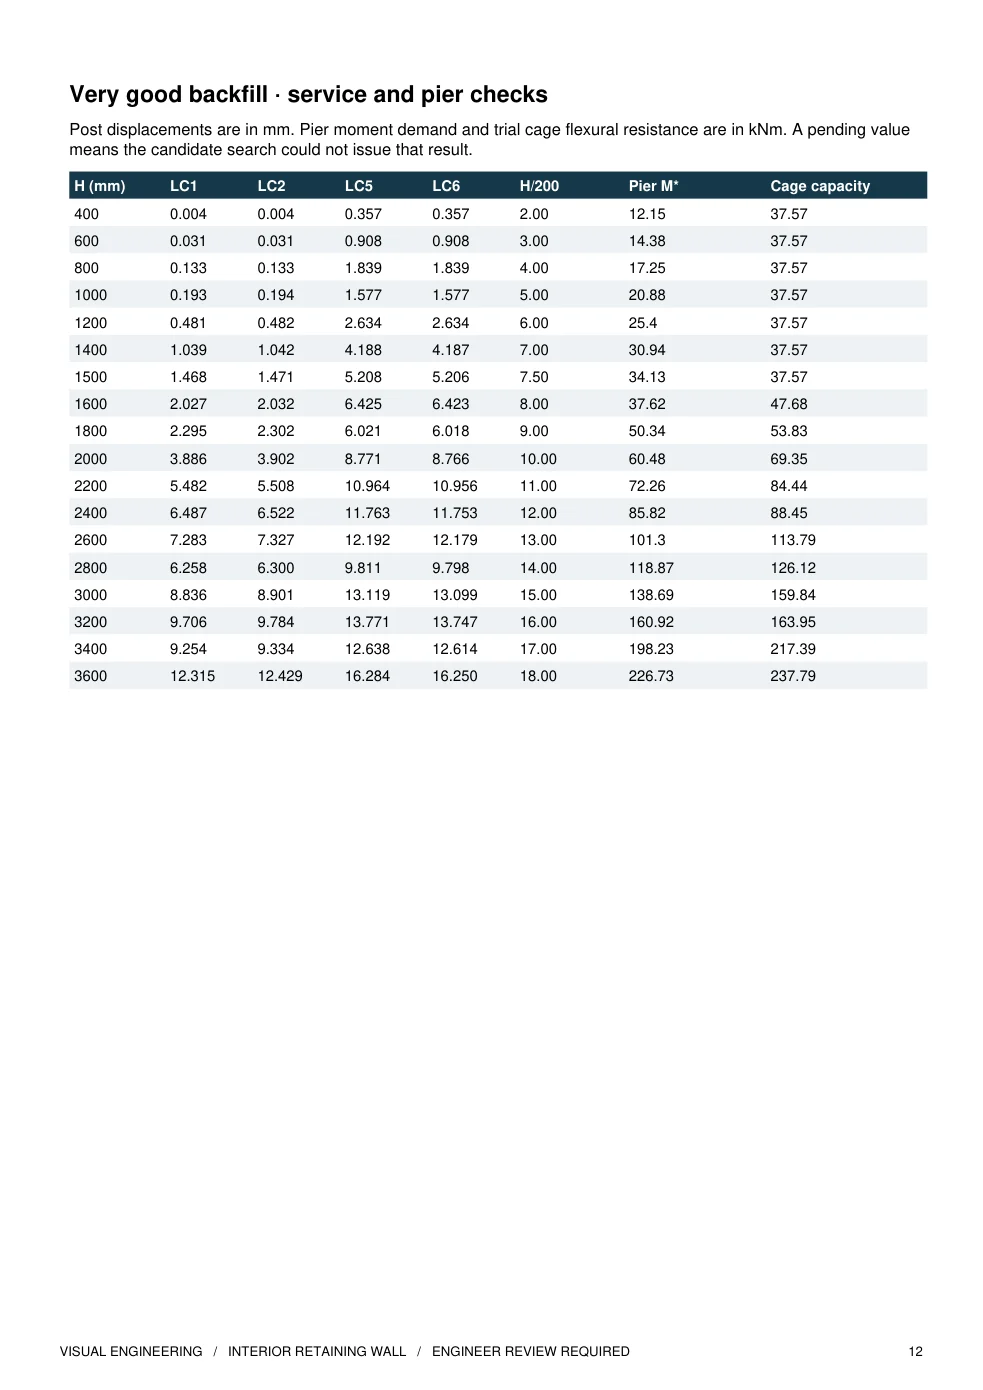 Very good backfill · service and pier checks
Post displacements are in mm. Pier moment demand and trial cage flexural resistance are in kNm. A pending value
means the candidate search could not issue that result.
H (mm) LC1 LC2 LC5 LC6 H/200 Pier M* Cage capacity
400 0.004 0.004 0.357 0.357 2.00 12.15 37.57
600 0.031 0.031 0.908 0.908 3.00 14.38 37.57
800 0.133 0.133 1.839 1.839 4.00 17.25 37.57
1000 0.193 0.194 1.577 1.577 5.00 20.88 37.57
1200 0.481 0.482 2.634 2.634 6.00 25.4 37.57
1400 1.039 1.042 4.188 4.187 7.00 30.94 37.57
1500 1.468 1.471 5.208 5.206 7.50 34.13 37.57
1600 2.027 2.032 6.425 6.423 8.00 37.62 47.68
1800 2.295 2.302 6.021 6.018 9.00 50.34 53.83
2000 3.886 3.902 8.771 8.766 10.00 60.48 69.35
2200 5.482 5.508 10.964 10.956 11.00 72.26 84.44
2400 6.487 6.522 11.763 11.753 12.00 85.82 88.45
2600 7.283 7.327 12.192 12.179 13.00 101.3 113.79
2800 6.258 6.300 9.811 9.798 14.00 118.87 126.12
3000 8.836 8.901 13.119 13.099 15.00 138.69 159.84
3200 9.706 9.784 13.771 13.747 16.00 160.92 163.95
3400 9.254 9.334 12.638 12.614 17.00 198.23 217.39
3600 12.315 12.429 16.284 16.250 18.00 226.73 237.79
VISUAL ENGINEERING / INTERIOR RETAINING WALL / ENGINEER REVIEW REQUIRED 12